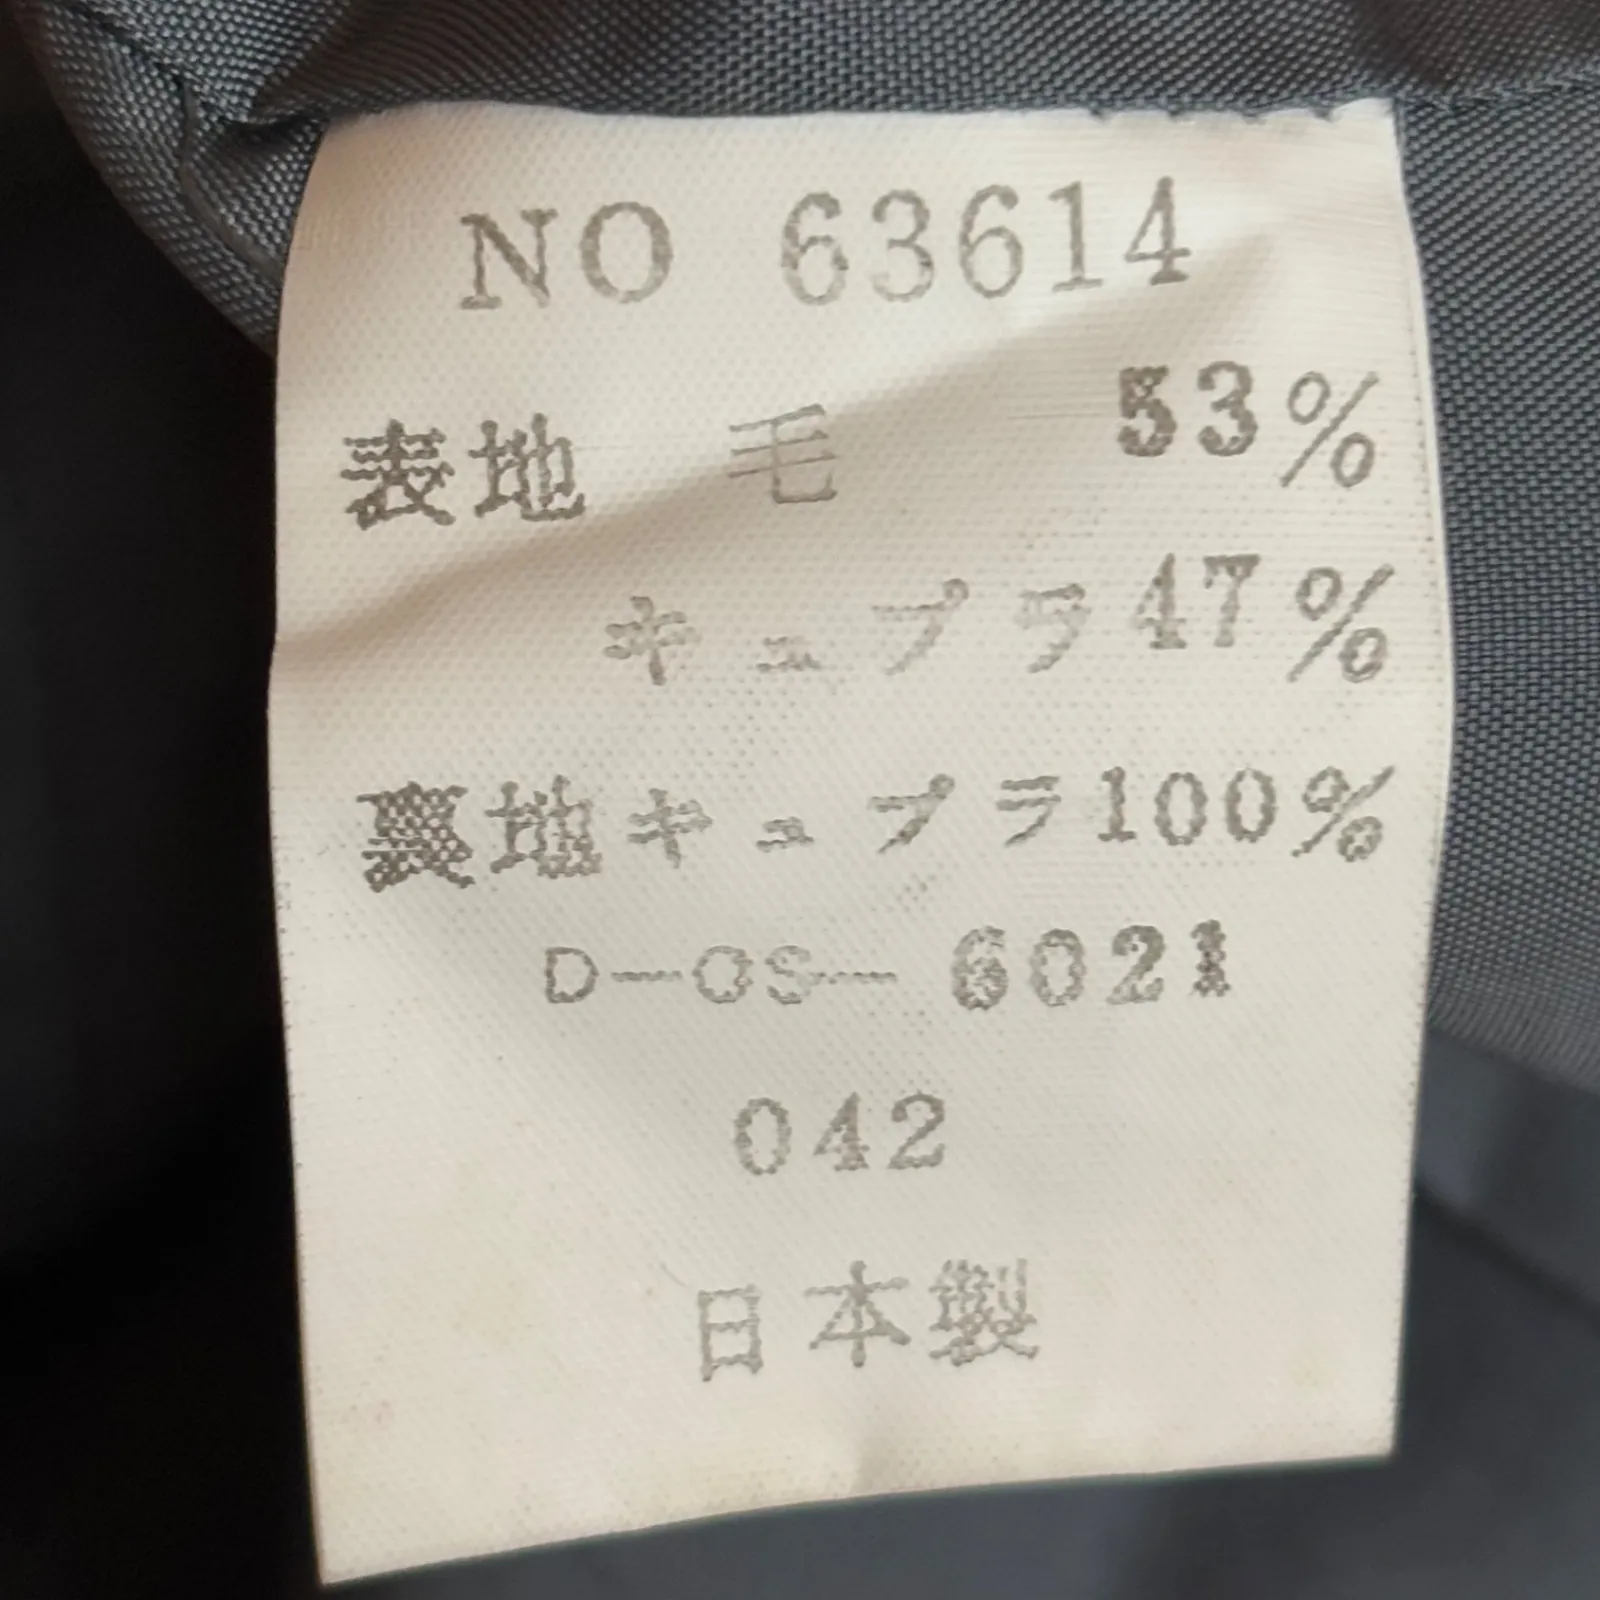 NO 63614
表地 毛 53%
キュプラ 47%
裏地キュプラ100%
D-OS-6021
042
日本製